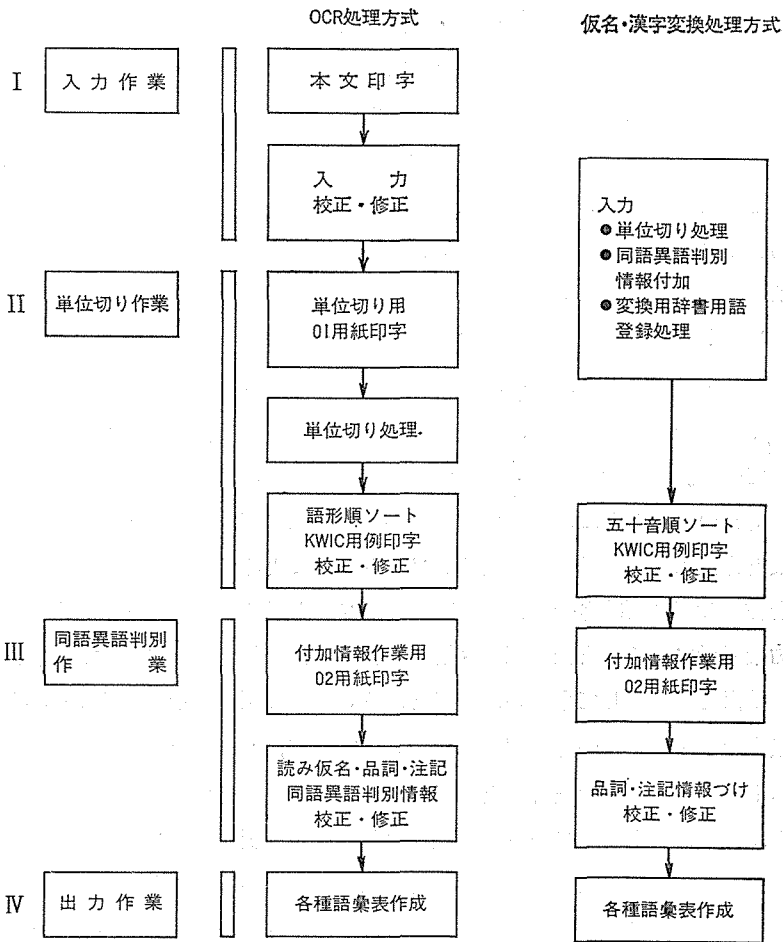 OCR処理方式
仮名・漢字変換処理方式
I
入力作業
本文印字
入力
校正・修正
入力
●単位切り処理
●同語異語判別
情報付加
●変換用辞書用語
登録処理
II
単位切り作業
単位切り用
01用紙印字
単位切り処理
語形順ソート
KWIC用例印字
校正・修正
五十音順ソート
KWIC用例印字
校正・修正
III
同語異語判別
作業
付加情報作業用
02用紙印字
付加情報作業用
02用紙印字
読み仮名・品詞・注記
同語異語判別情報
校正・修正
品詞・注記情報づけ
校正・修正
IV
出力作業
各種語彙表作成
各種語彙表作成